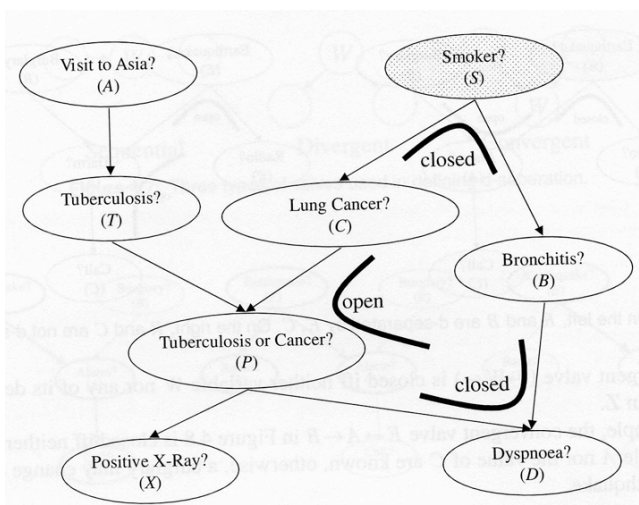 Visit to Asia?
(A)
Smoker?
(S)
closed
Tuberculosis?
(T)
Lung Cancer?
(C)
Bronchitis?
(B)
open
Tuberculosis or Cancer?
(P)
closed
Positive X-Ray?
(X)
Dyspnoea?
(D)